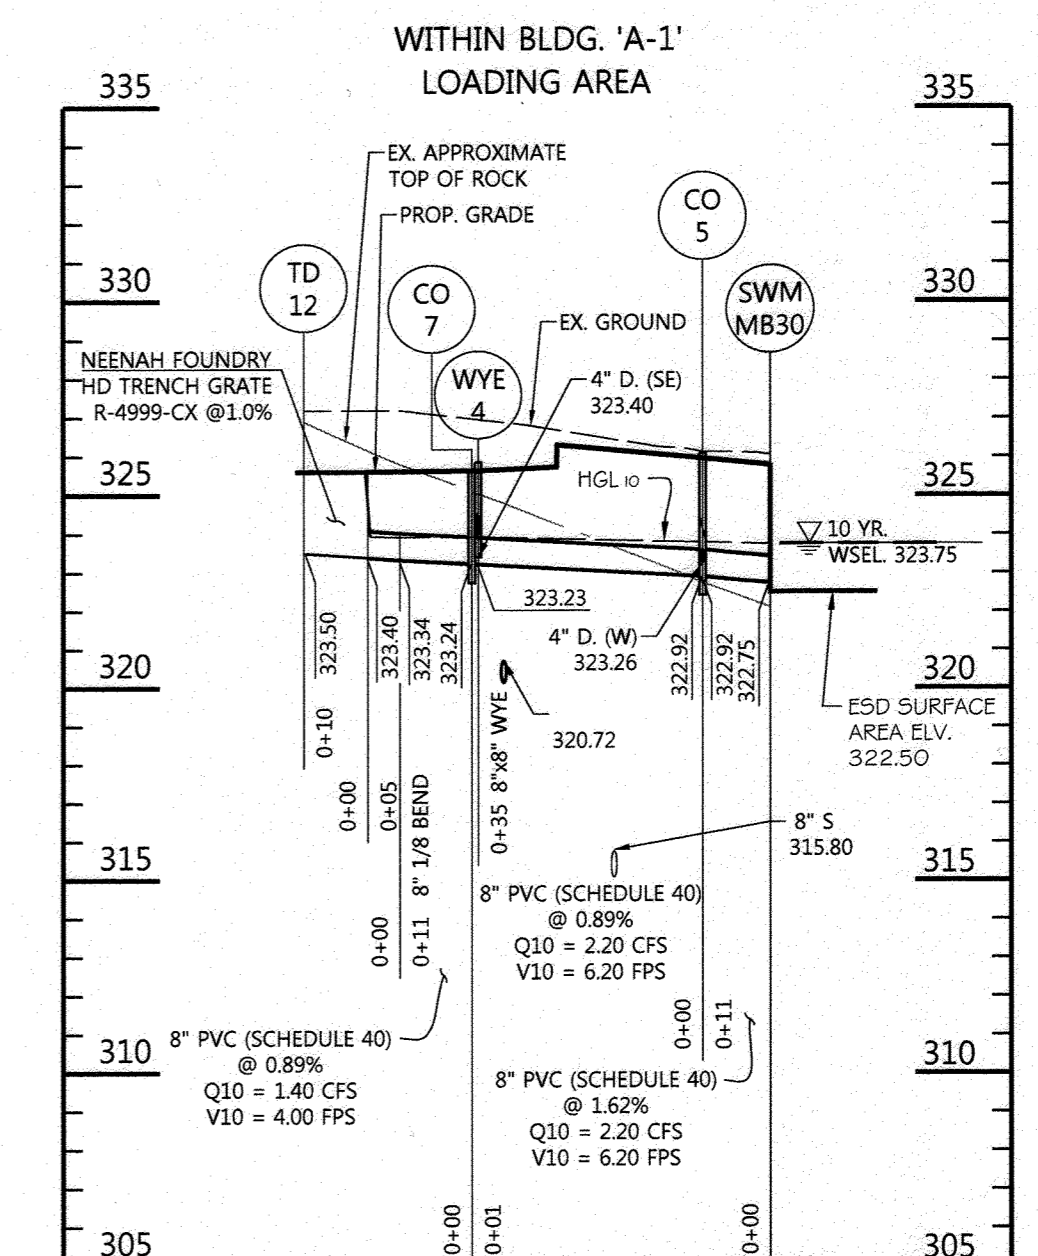 WITHIN BLDG. 'A-1'
LOADING AREA
335
335
EX. APPROXIMATE
TOP OF ROCK
PROP. GRADE
CO
5
TD
12
CO
7
SWM
MB30
330
330
EX. GROUND
NEENAH FOUNDRY
HD TRENCH GRATE
R-4999-CX @1.0%
WYE
4
4" D. (SE)
323.40
325
325
HGL 10
10 YR.
WSEL. 323.75
323.23
4" D. (W)
323.26
323.50
323.40
323.34
323.24
322.92
322.92
322.75
320
320
320.72
ESD SURFACE
AREA ELV.
322.50
0+10
0+00
0+05
8" 1/8 BEND
0+35 8"x8" WYE
8" S
315.80
315
315
8" PVC (SCHEDULE 40)
@ 0.89%
Q10 = 2.20 CFS
V10 = 6.20 FPS
0+00
0+11
0+00
0+11
310
310
8" PVC (SCHEDULE 40)
@ 0.89%
Q10 = 1.40 CFS
V10 = 4.00 FPS
8" PVC (SCHEDULE 40)
@ 1.62%
Q10 = 2.20 CFS
V10 = 6.20 FPS
0+00
0+01
0+00
305
305